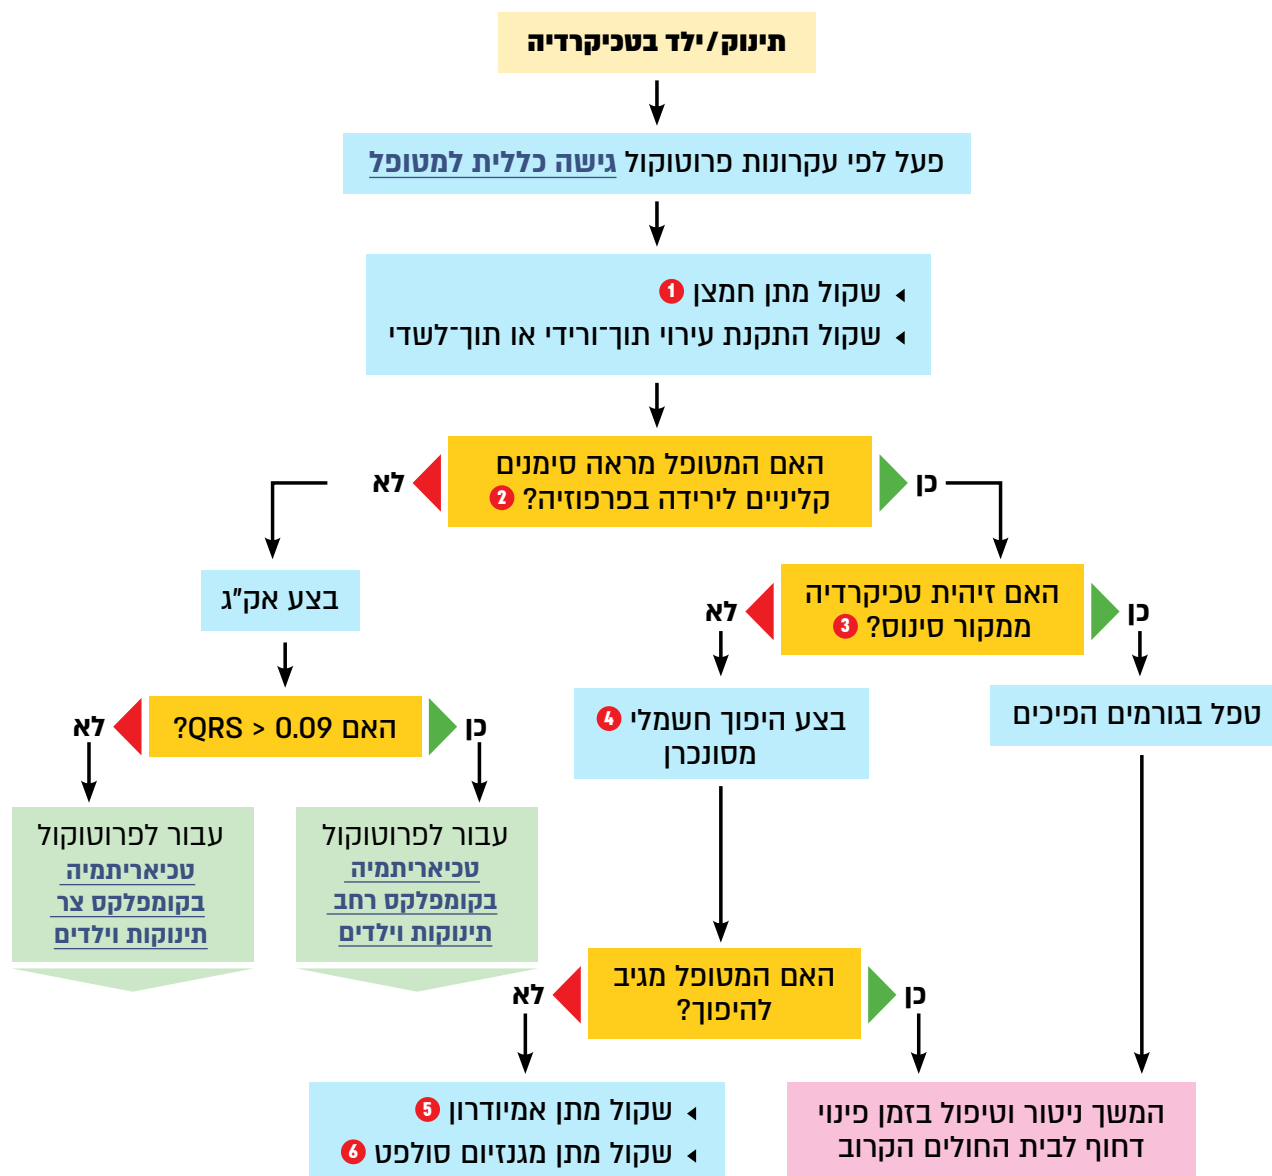 תינוק/ילד בטכיקרדיה
פעל לפי עקרונות פרוטוקול גישה כללית למטופל
שקול מתן חמצן 1
שקול התקנת עירוי תוך־ורידי או תוך־לשדי
האם המטופל מראה סימנים
קליניים לירידה בפרפוזיה? 2
כן
לא
האם זיהית טכיקרדיה
ממקור סינוס? 3
כן
לא
בצע אק"ג
טפל בגורמים הפיכים
בצע היפוך חשמלי 4
מסונכרן
האם QRS > 0.09?
כן
לא
עבור לפרוטוקול
טכיאריתמיה
בקומפלקס רחב
תינוקות וילדים
עבור לפרוטוקול
טכיאריתמיה
בקומפלקס צר
תינוקות וילדים
האם המטופל מגיב
להיפוך?
כן
לא
המשך ניטור וטיפול בזמן פינוי
דחוף לבית החולים הקרוב
שקול מתן אמיודרון 5
שקול מתן מגנזיום סולפט 6